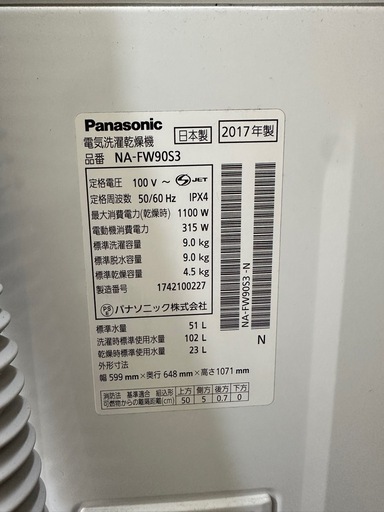 Panasonic
電気洗濯乾燥機 日本製 2017年製
品番 NA-FW90S3
定格電圧 100 V ～ JET
定格周波数 50/60 Hz IPX4
最大消費電力(乾燥時) 1100 W
電動機消費電力 315 W
標準洗濯容量 9.0 kg
標準脱水容量 9.0 kg
標準乾燥容量 4.5 kg
製造番号 1742100227
PS E パナソニック株式会社
標準水量 51 L
洗濯時標準使用水量 102 L
乾燥時標準使用水量 23 L
外形寸法
幅 599 mm×奥行 648 mm×高さ 1071 mm
消防法 基準適合 組込形 上方 側方 後方 下方
可燃物からの離隔距離(cm) 50 5 0.7 0
NA-FW90S3 -N
N